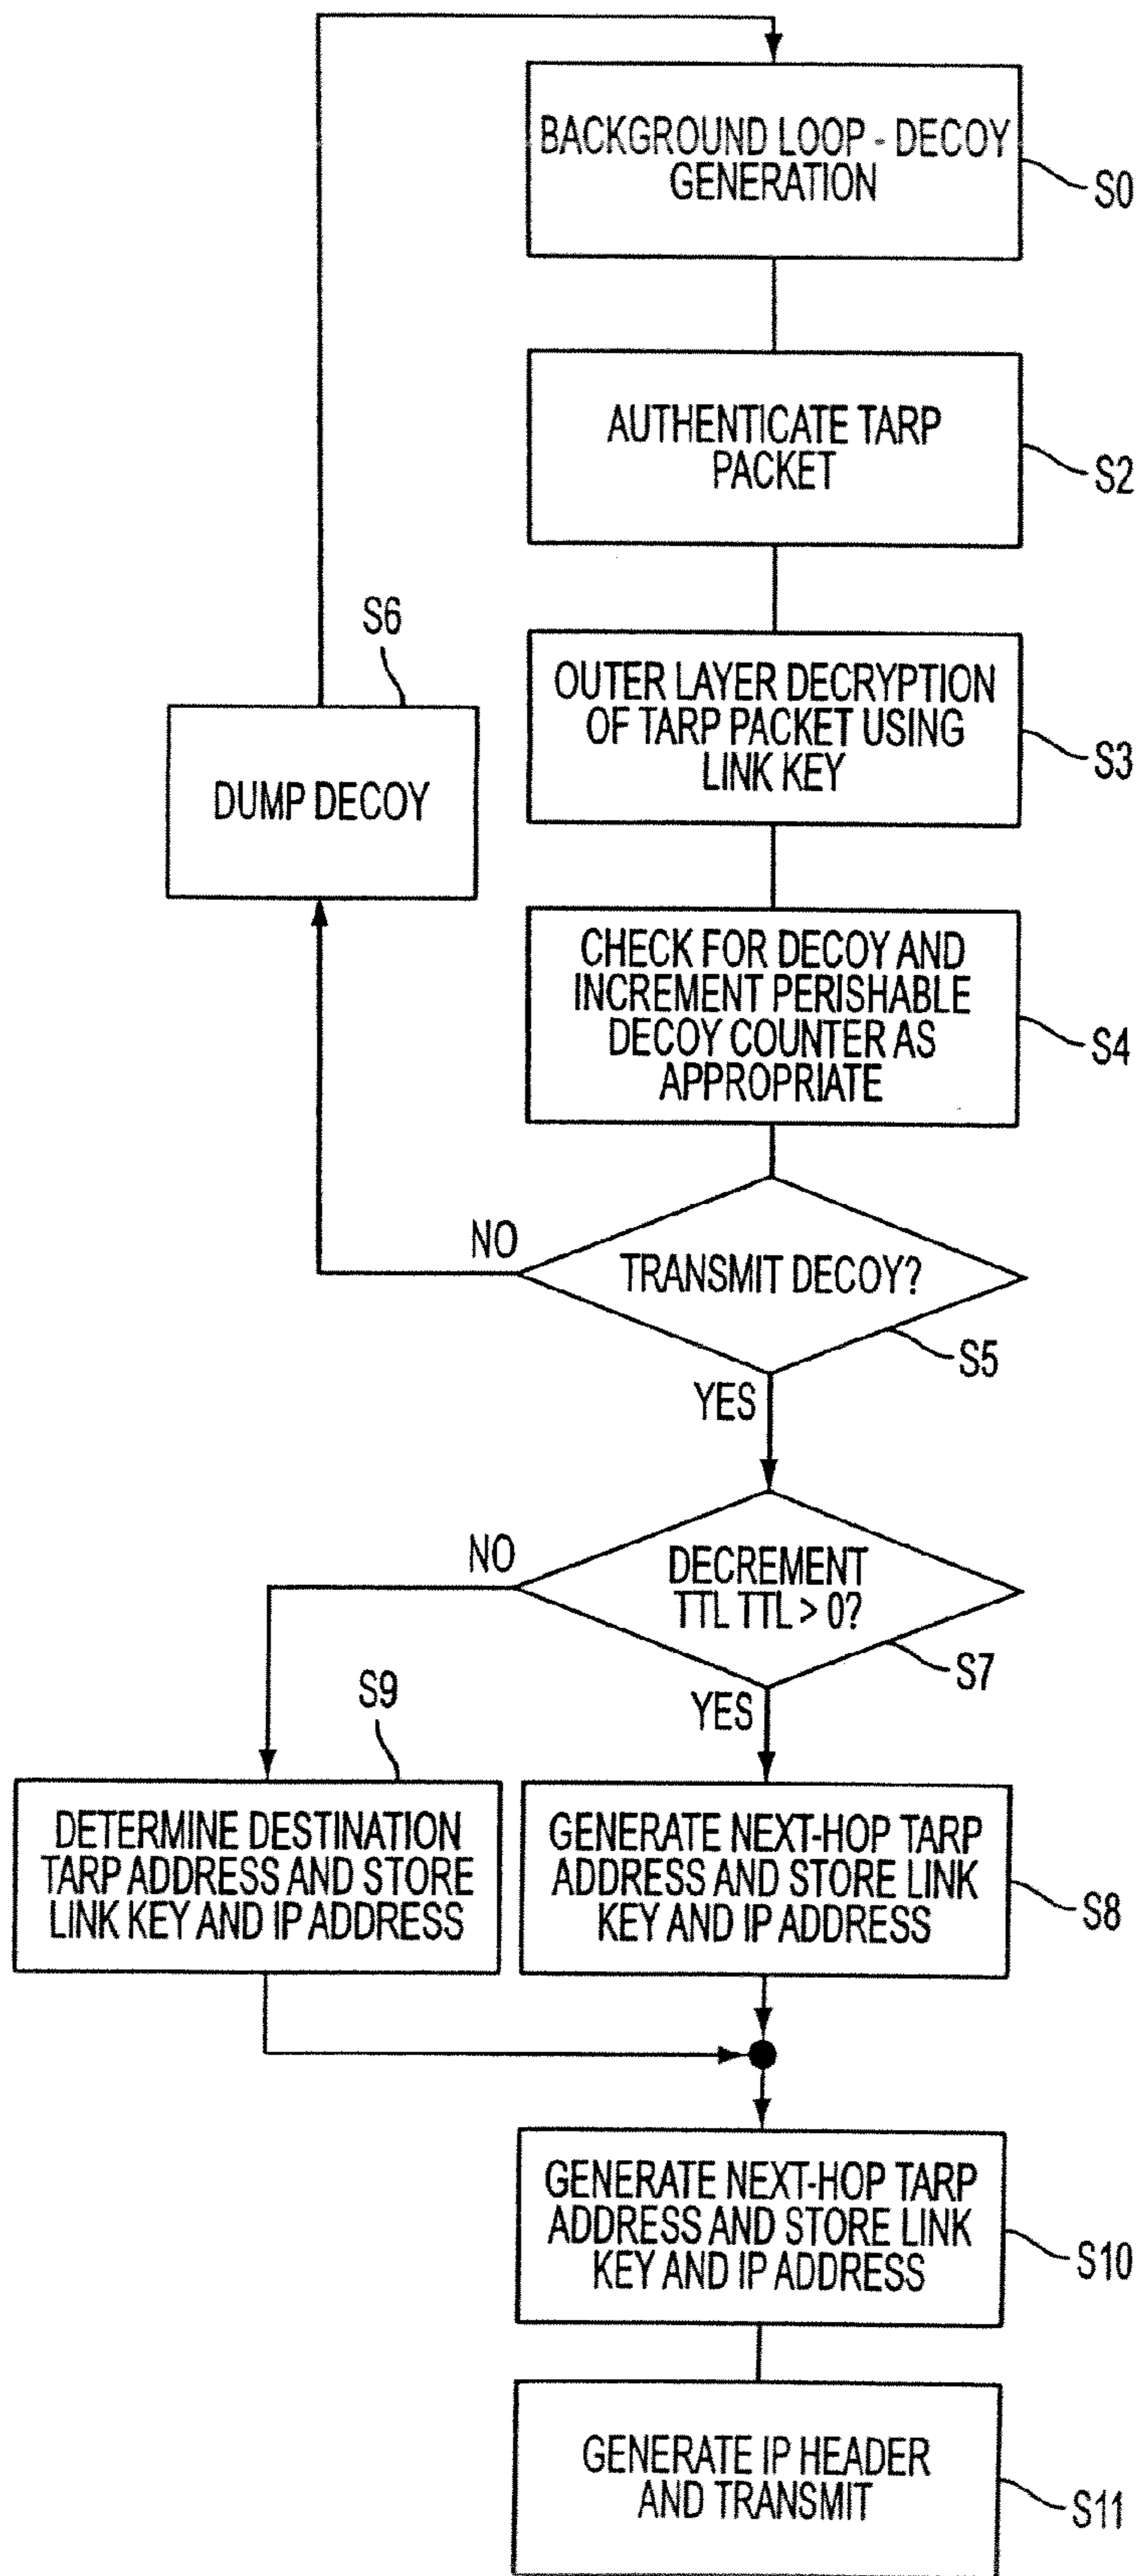 BACKGROUND LOOP - DECOY
GENERATION
S0
AUTHENTICATE TARP
PACKET
S2
OUTER LAYER DECRYPTION
OF TARP PACKET USING
LINK KEY
S3
S6
DUMP DECOY
CHECK FOR DECOY AND
INCREMENT PERISHABLE
DECOY COUNTER AS
APPROPRIATE
S4
NO
TRANSMIT DECOY?
S5
YES
NO
DECREMENT
TTL TTL > 0?
S7
YES
S9
DETERMINE DESTINATION
TARP ADDRESS AND STORE
LINK KEY AND IP ADDRESS
GENERATE NEXT-HOP TARP
ADDRESS AND STORE LINK
KEY AND IP ADDRESS
S8
GENERATE NEXT-HOP TARP
ADDRESS AND STORE LINK
KEY AND IP ADDRESS
S10
GENERATE IP HEADER
AND TRANSMIT
S11